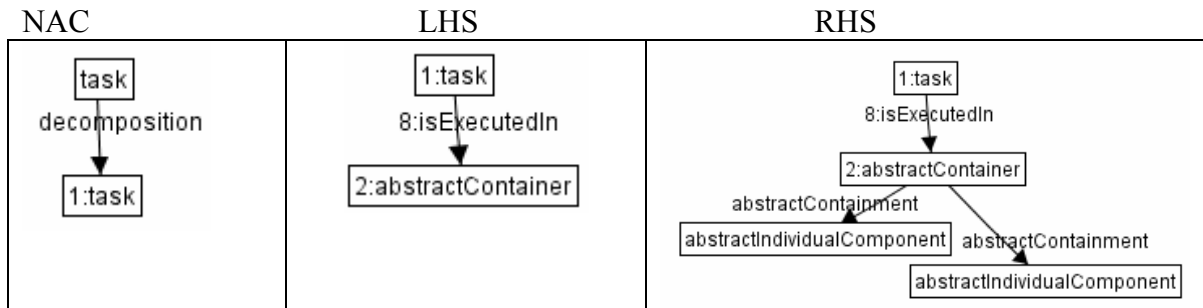 NAC LHS RHS
task
decomposition
1:task
1:task
8:isExecutedIn
2:abstractContainer
1:task
8:isExecutedIn
2:abstractContainer
abstractContainment
abstractIndividualComponent
abstractContainment
abstractIndividualComponent